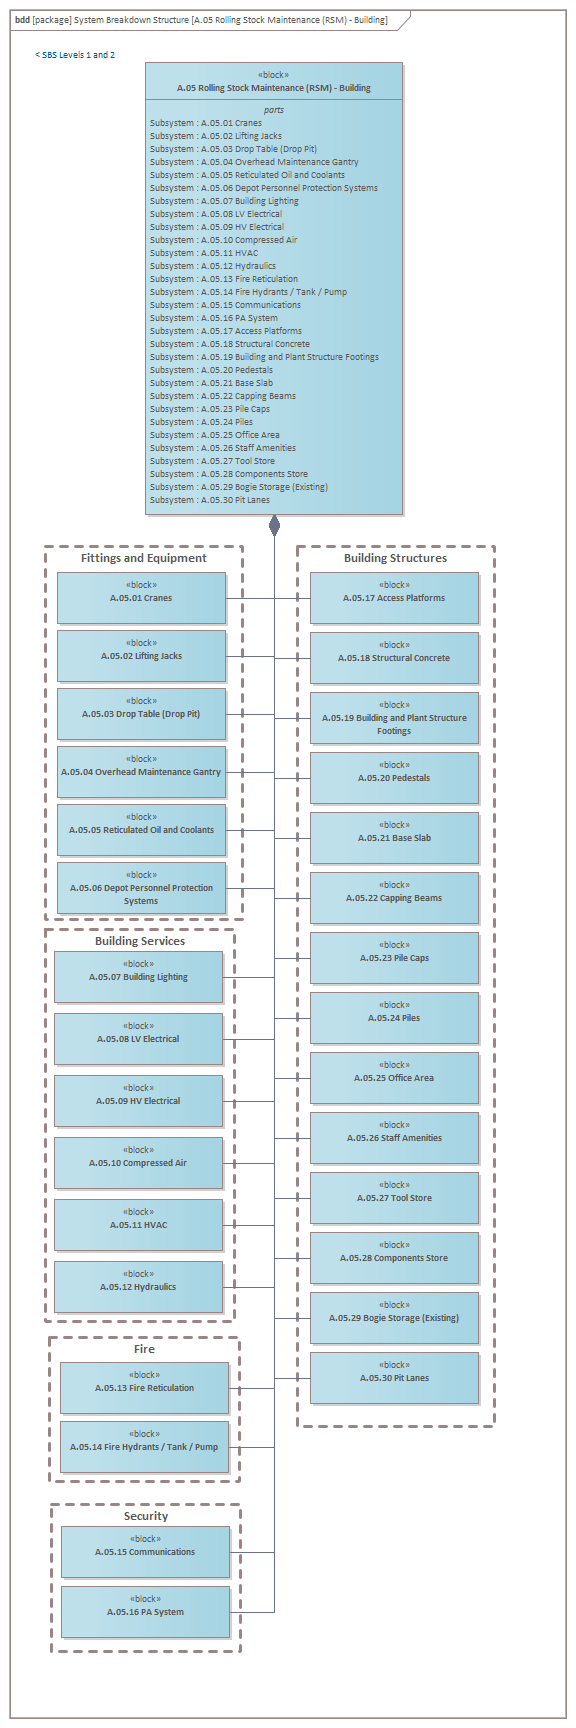 bdd [package] System Breakdown Structure [A.05 Rolling Stock Maintenance (RSM) - Building]
< SBS Levels 1 and 2
«block»
A.05 Rolling Stock Maintenance (RSM) - Building
parts
Subsystem : A.05.01 Cranes
Subsystem : A.05.02 Lifting Jacks
Subsystem : A.05.03 Drop Table (Drop Pit)
Subsystem : A.05.04 Overhead Maintenance Gantry
Subsystem : A.05.05 Reticulated Oil and Coolants
Subsystem : A.05.06 Depot Personnel Protection Systems
Subsystem : A.05.07 Building Lighting
Subsystem : A.05.08 LV Electrical
Subsystem : A.05.09 HV Electrical
Subsystem : A.05.10 Compressed Air
Subsystem : A.05.11 HVAC
Subsystem : A.05.12 Hydraulics
Subsystem : A.05.13 Fire Reticulation
Subsystem : A.05.14 Fire Hydrants / Tank / Pump
Subsystem : A.05.15 Communications
Subsystem : A.05.16 PA System
Subsystem : A.05.17 Access Platforms
Subsystem : A.05.18 Structural Concrete
Subsystem : A.05.19 Building and Plant Structure Footings
Subsystem : A.05.20 Pedestals
Subsystem : A.05.21 Base Slab
Subsystem : A.05.22 Capping Beams
Subsystem : A.05.23 Pile Caps
Subsystem : A.05.24 Piles
Subsystem : A.05.25 Office Area
Subsystem : A.05.26 Staff Amenities
Subsystem : A.05.27 Tool Store
Subsystem : A.05.28 Components Store
Subsystem : A.05.29 Bogie Storage (Existing)
Subsystem : A.05.30 Pit Lanes
Fittings and Equipment
«block»
A.05.01 Cranes
«block»
A.05.02 Lifting Jacks
«block»
A.05.03 Drop Table (Drop Pit)
«block»
A.05.04 Overhead Maintenance Gantry
«block»
A.05.05 Reticulated Oil and Coolants
«block»
A.05.06 Depot Personnel Protection
Systems
Building Services
«block»
A.05.07 Building Lighting
«block»
A.05.08 LV Electrical
«block»
A.05.09 HV Electrical
«block»
A.05.10 Compressed Air
«block»
A.05.11 HVAC
«block»
A.05.12 Hydraulics
Fire
«block»
A.05.13 Fire Reticulation
«block»
A.05.14 Fire Hydrants / Tank / Pump
Security
«block»
A.05.15 Communications
«block»
A.05.16 PA System
Building Structures
«block»
A.05.17 Access Platforms
«block»
A.05.18 Structural Concrete
«block»
A.05.19 Building and Plant Structure
Footings
«block»
A.05.20 Pedestals
«block»
A.05.21 Base Slab
«block»
A.05.22 Capping Beams
«block»
A.05.23 Pile Caps
«block»
A.05.24 Piles
«block»
A.05.25 Office Area
«block»
A.05.26 Staff Amenities
«block»
A.05.27 Tool Store
«block»
A.05.28 Components Store
«block»
A.05.29 Bogie Storage (Existing)
«block»
A.05.30 Pit Lanes